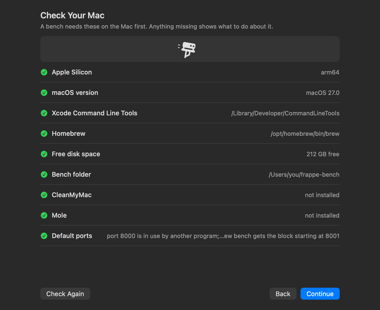 Check Your Mac
A bench needs these on the Mac first. Anything missing shows what to do about it.
Apple Silicon arm64
macOS version macOS 27.0
Xcode Command Line Tools /Library/Developer/CommandLineTools
Homebrew /opt/homebrew/bin/brew
Free disk space 212 GB free
Bench folder /Users/you/frappe-bench
CleanMyMac not installed
Mole not installed
Default ports port 8000 is in use by another program;...ew bench gets the block starting at 8001
Check Again Back Continue